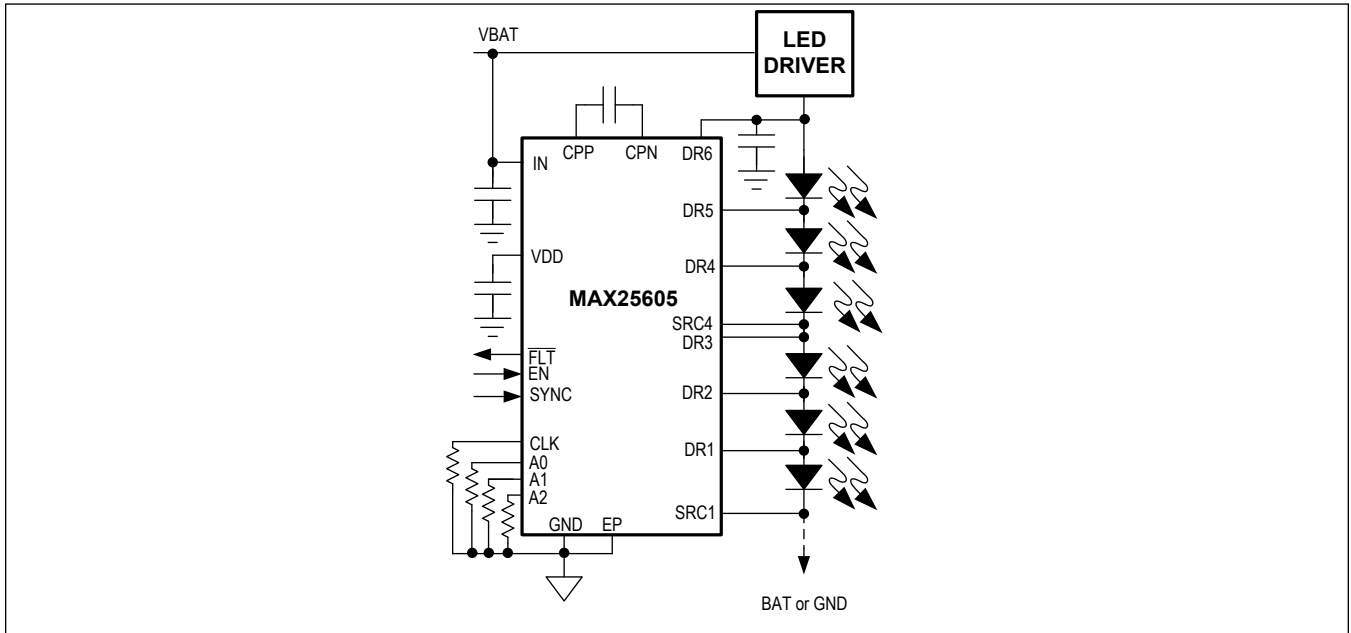 VBAT
LED
DRIVER
CPP
CPN
DR6
IN
DR5
VDD
DR4
MAX25605
SRC4
DR3
FLT
EN
DR2
SYNC
CLK
DR1
A0
A1
A2
SRC1
GND
EP
BAT or GND